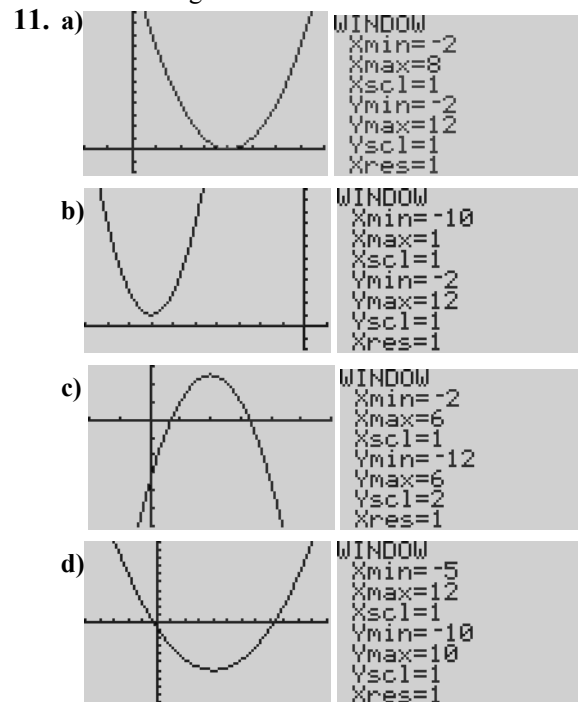 11. a)
WINDOW
Xmin=-2
Xmax=8
Xscl=1
Ymin=-2
Ymax=12
Yscl=1
Xres=1
b)
WINDOW
Xmin=-10
Xmax=1
Xscl=1
Ymin=-2
Ymax=12
Yscl=1
Xres=1
c)
WINDOW
Xmin=-2
Xmax=6
Xscl=1
Ymin=-12
Ymax=6
Yscl=2
Xres=1
d)
WINDOW
Xmin=-5
Xmax=12
Xscl=1
Ymin=-10
Ymax=10
Yscl=1
Xres=1